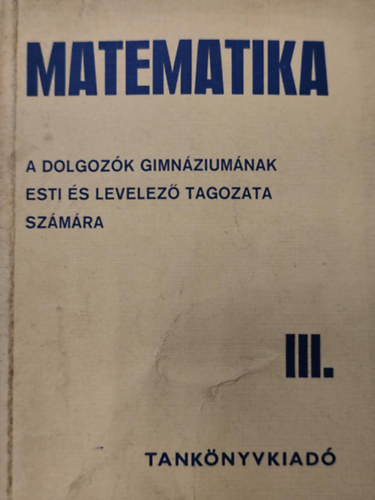 MATEMATIKA
A DOLGOZÓK GIMNÁZIUMÁNAK
ESTI ÉS LEVELEZŐ TAGOZATA
SZÁMÁRA
III.
TANKÖNYVKIADÓ